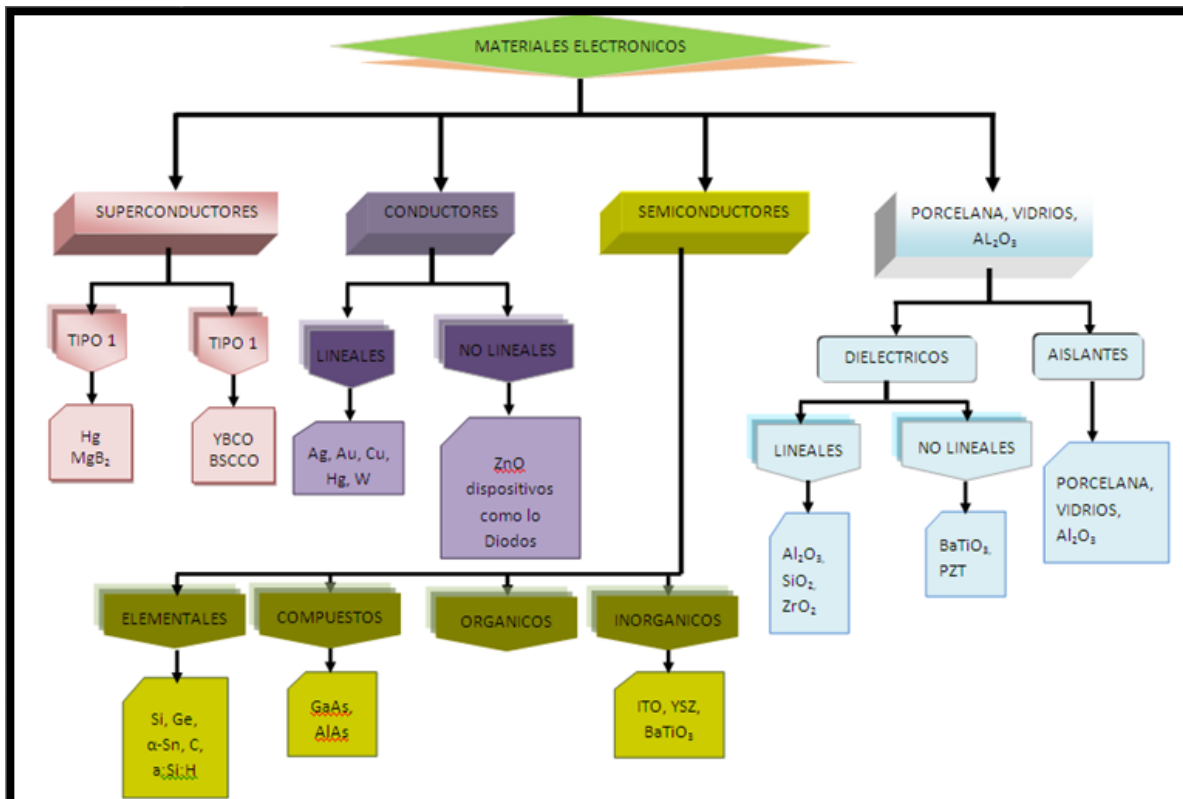 MATERIALES ELECTRONICOS
SUPERCONDUCTORES
CONDUCTORES
SEMICONDUCTORES
PORCELANA, VIDRIOS,
AL₂O₃
TIPO 1
TIPO 1
LINEALES
NO LINEALES
DIELECTRICOS
AISLANTES
Hg
MgB₂
YBCO
BSCCO
Ag, Au, Cu,
Hg, W
ZnO
dispositivos
como lo
Diodos
LINEALES
NO LINEALES
PORCELANA,
VIDRIOS,
Al₂O₃
Al₂O₃,
SiO₂,
ZrO₂
BaTiO₃,
PZT
ELEMENTALES
COMPUESTOS
ORGANICOS
INORGANICOS
Si, Ge,
α-Sn, C,
a:Si:H
GaAs,
AlAs
ITO, YSZ,
BaTiO₃